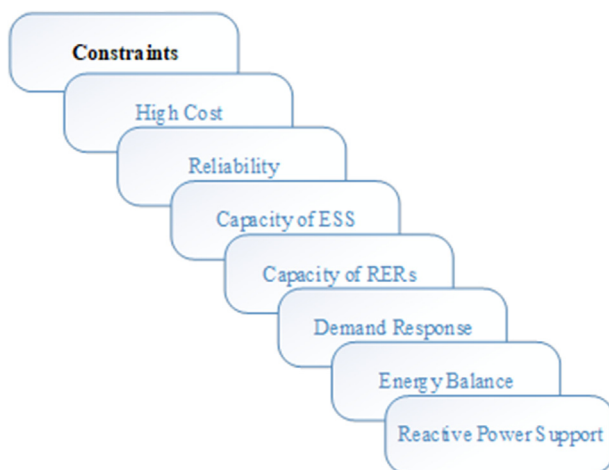 Constraints
High Cost
Reliability
Capacity of ESS
Capacity of RERs
Demand Response
Energy Balance
Reactive Power Support